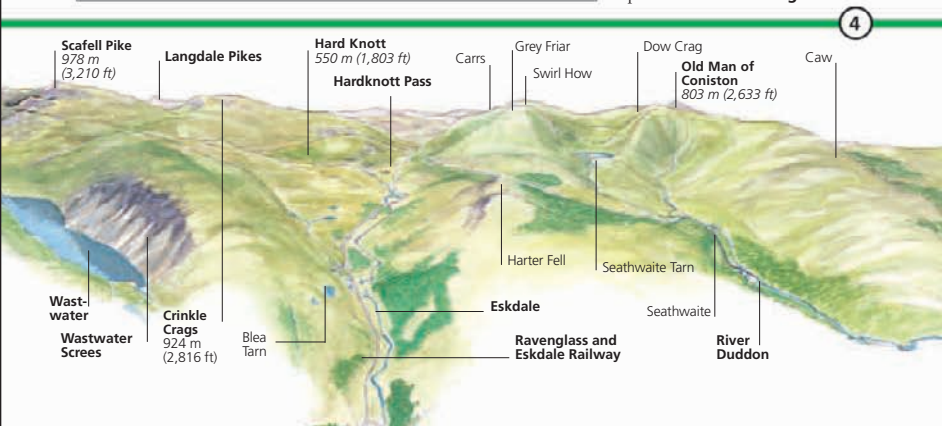 4
Scafell Pike
978 m
(3,210 ft)
Langdale Pikes
Hard Knott
550 m (1,803 ft)
Hardknott Pass
Carrs
Grey Friar
Swirl How
Dow Crag
Old Man of
Coniston
803 m (2,633 ft)
Caw
Harter Fell
Seathwaite Tarn
Wast-
water
Wastwater
Screes
Crinkle
Crags
924 m
(2,816 ft)
Blea
Tarn
Eskdale
Ravenglass and
Eskdale Railway
Seathwaite
River
Duddon